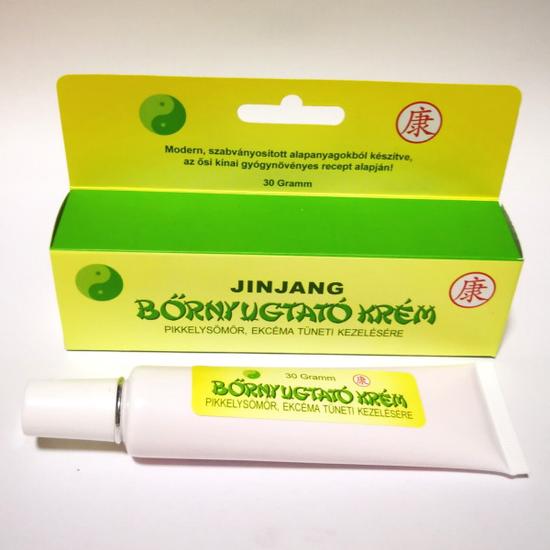 康
Modern, szabványosított alapanyagokból készítve,
az ősi kínai gyógynövényes recept alapján!
30 Gramm
JINJANG
康
BŐRNYUGTATÓ KRÉM
PIKKELYSÖMÖR, EKCÉMA TÜNETI KEZELÉSÉRE
30 Gramm
康
BŐRNYUGTATÓ KRÉM
PIKKELYSÖMÖR, EKCÉMA TÜNETI KEZELÉSÉRE